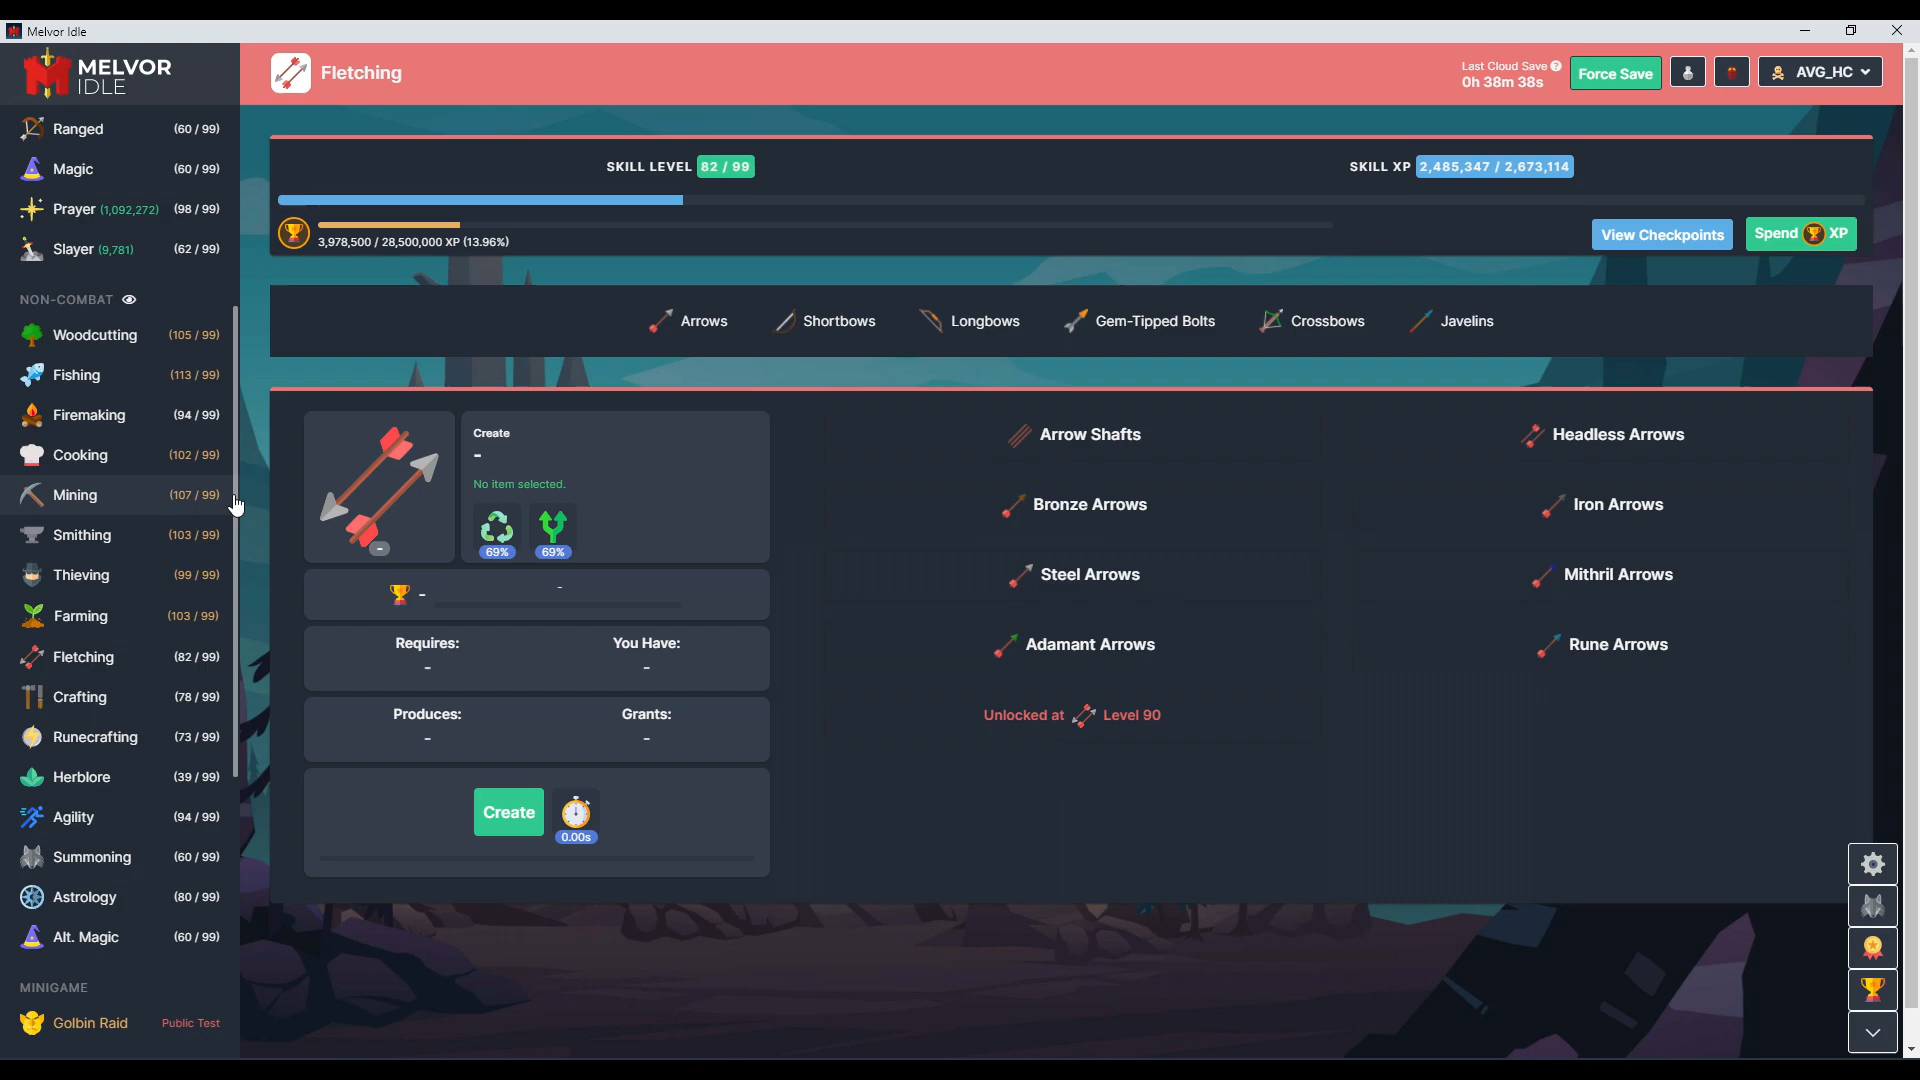 Melvor Idle
MELVOR
IDLE
Fletching
Last Cloud Save ?
0h 38m 38s
Force Save
AVG_HC
Ranged (60 / 99)
Magic (60 / 99)
Prayer (1,092,272) (98 / 99)
Slayer (9,781) (62 / 99)
NON-COMBAT
Woodcutting (105 / 99)
Fishing (113 / 99)
Firemaking (94 / 99)
Cooking (102 / 99)
Mining (107 / 99)
Smithing (103 / 99)
Thieving (99 / 99)
Farming (103 / 99)
Fletching (82 / 99)
Crafting (78 / 99)
Runecrafting (73 / 99)
Herblore (39 / 99)
Agility (94 / 99)
Summoning (60 / 99)
Astrology (80 / 99)
Alt. Magic (60 / 99)
MINIGAME
Golbin Raid Public Test
SKILL LEVEL 82 / 99
SKILL XP 2,485,347 / 2,673,114
3,978,500 / 28,500,000 XP (13.96%)
View Checkpoints
Spend XP
Arrows
Shortbows
Longbows
Gem-Tipped Bolts
Crossbows
Javelins
-
Create
-
No item selected.
69%
69%
-
-
Requires:
You Have:
-
-
Produces:
Grants:
-
-
Create
0.00s
Arrow Shafts
Headless Arrows
Bronze Arrows
Iron Arrows
Steel Arrows
Mithril Arrows
Adamant Arrows
Rune Arrows
Unlocked at Level 90